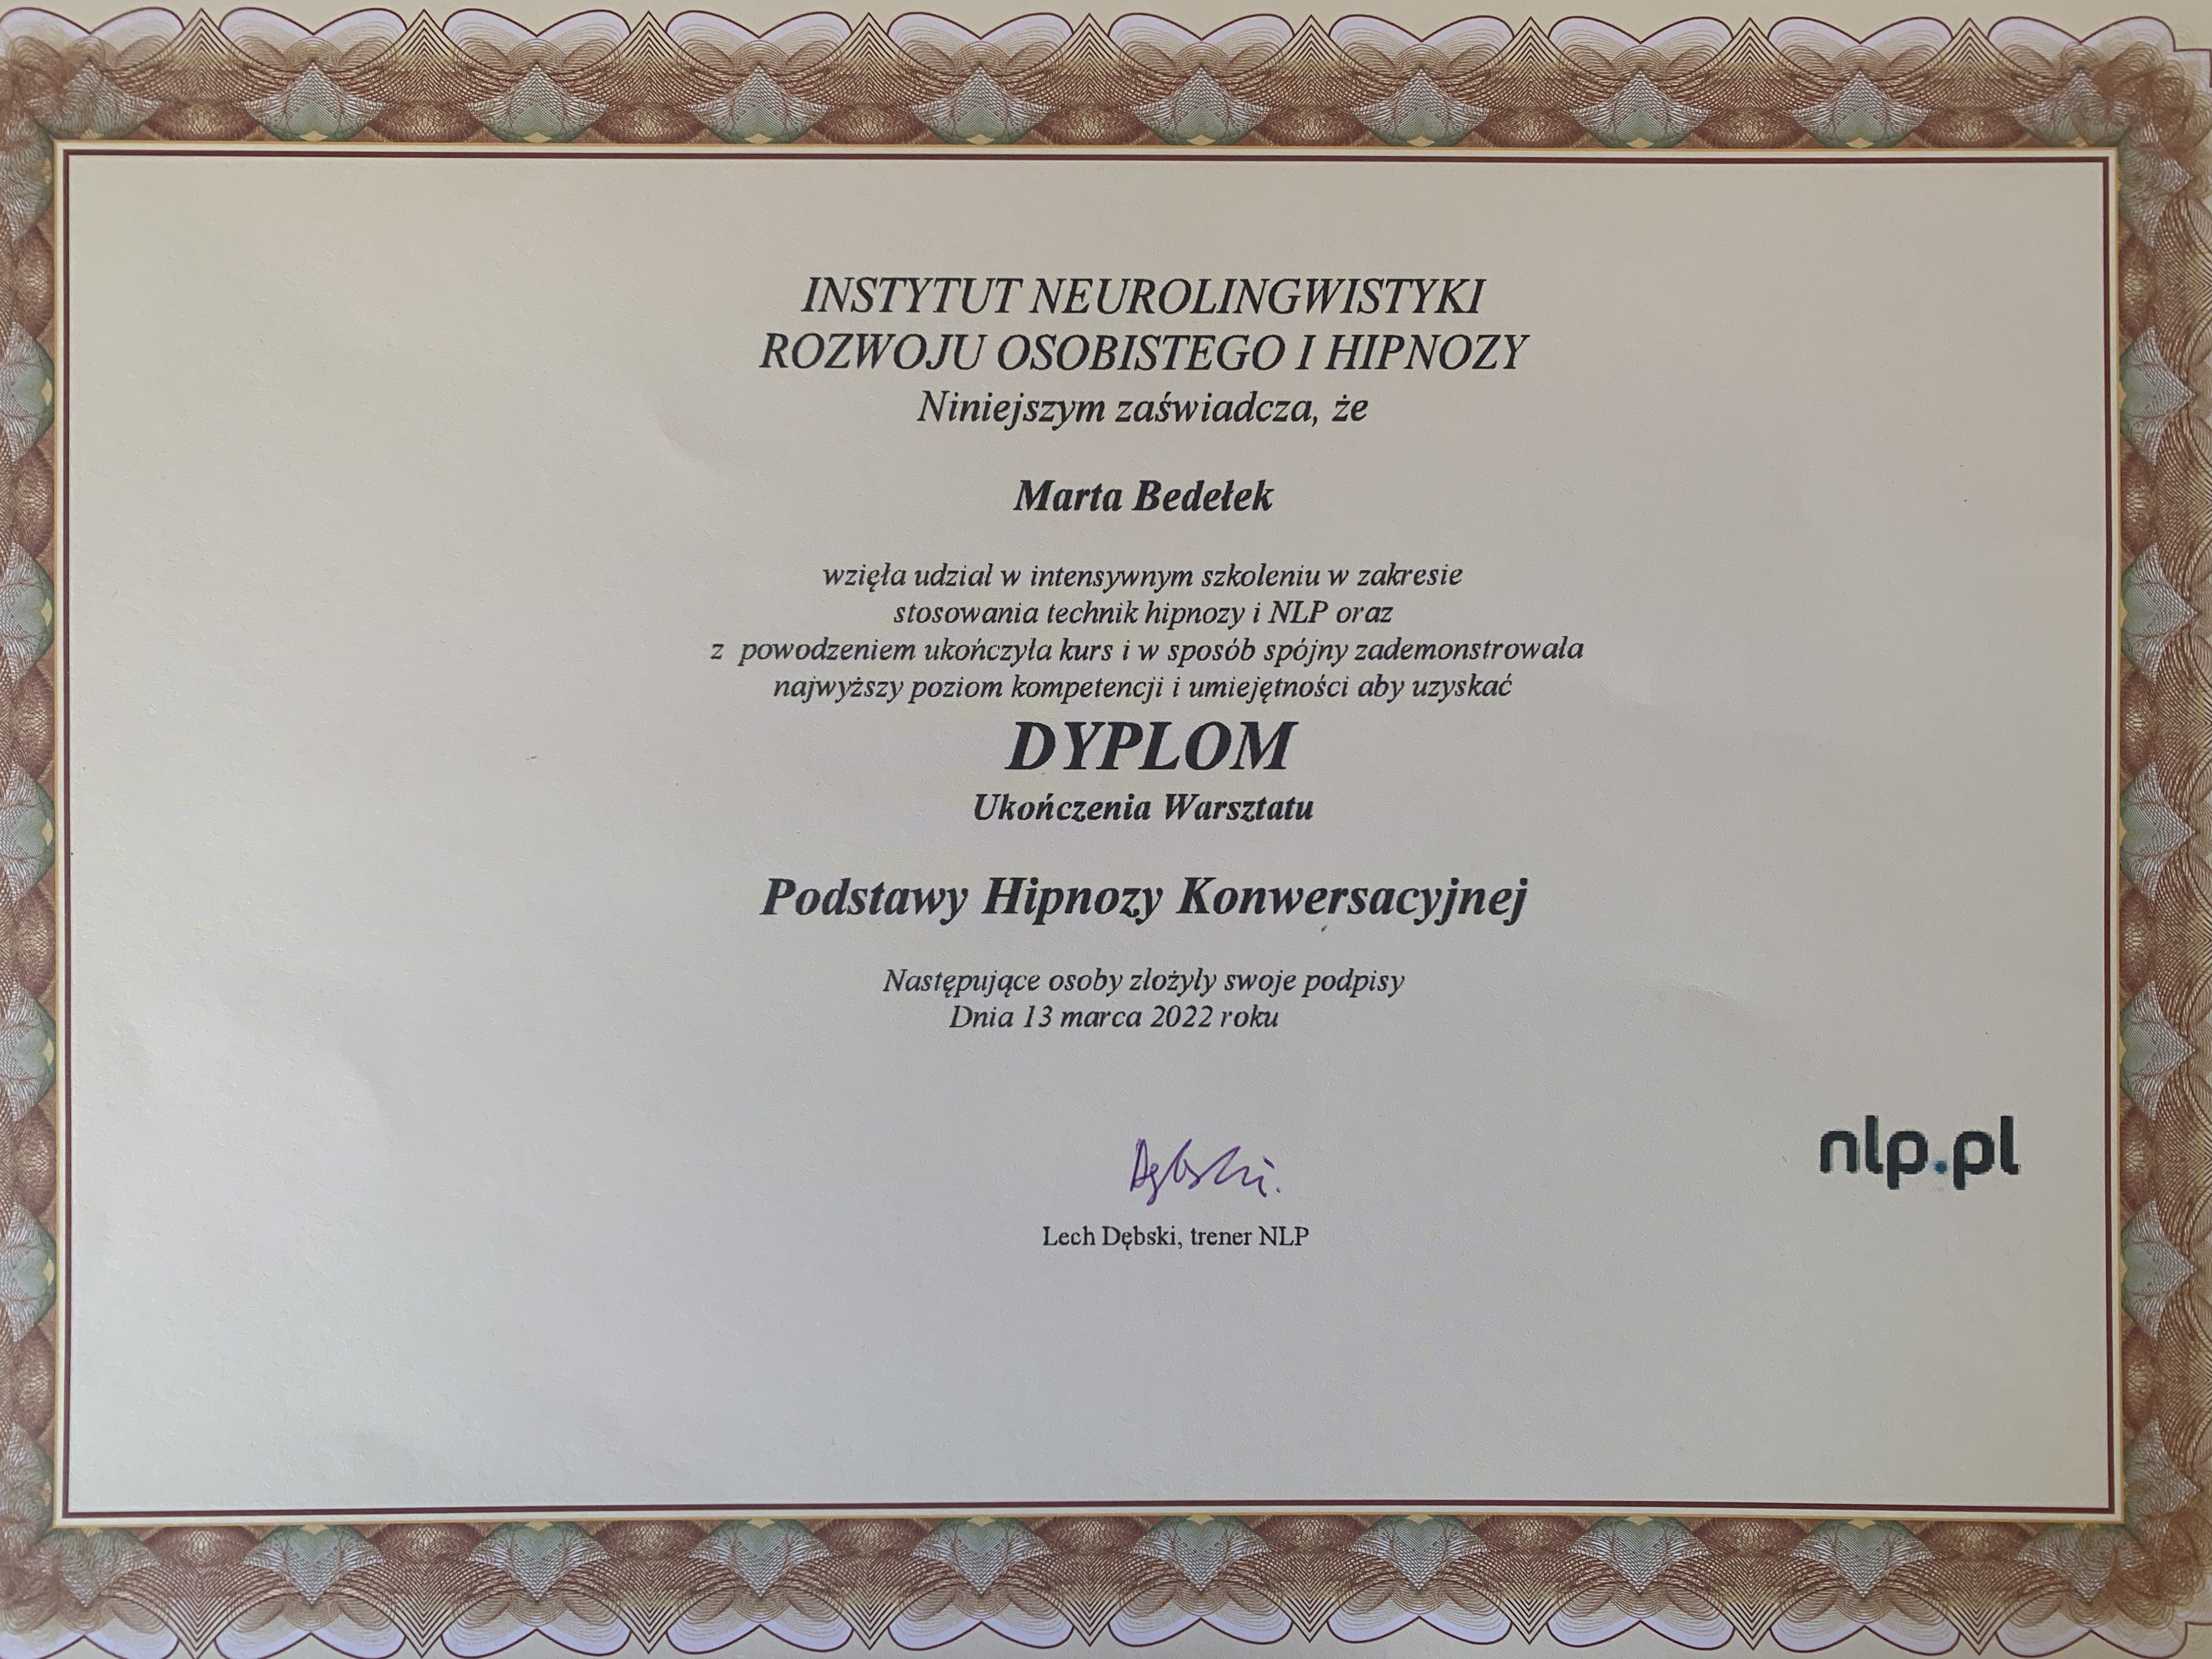 INSTYTUT NEUROLINGWISTYKI
ROZWOJU OSOBISTEGO I HIPNOZY
Niniejszym zaświadcza, że
Marta Bedełek
wzięła udział w intensywnym szkoleniu w zakresie
stosowania technik hipnozy i NLP oraz
z powodzeniem ukończyła kurs i w sposób spójny zademonstrowała
najwyższy poziom kompetencji i umiejętności aby uzyskać
DYPLOM
Ukończenia Warsztatu
Podstawy Hipnozy Konwersacyjnej
Następujące osoby złożyły swoje podpisy
Dnia 13 marca 2022 roku
nlp.pl
Dębski
Lech Dębski, trener NLP